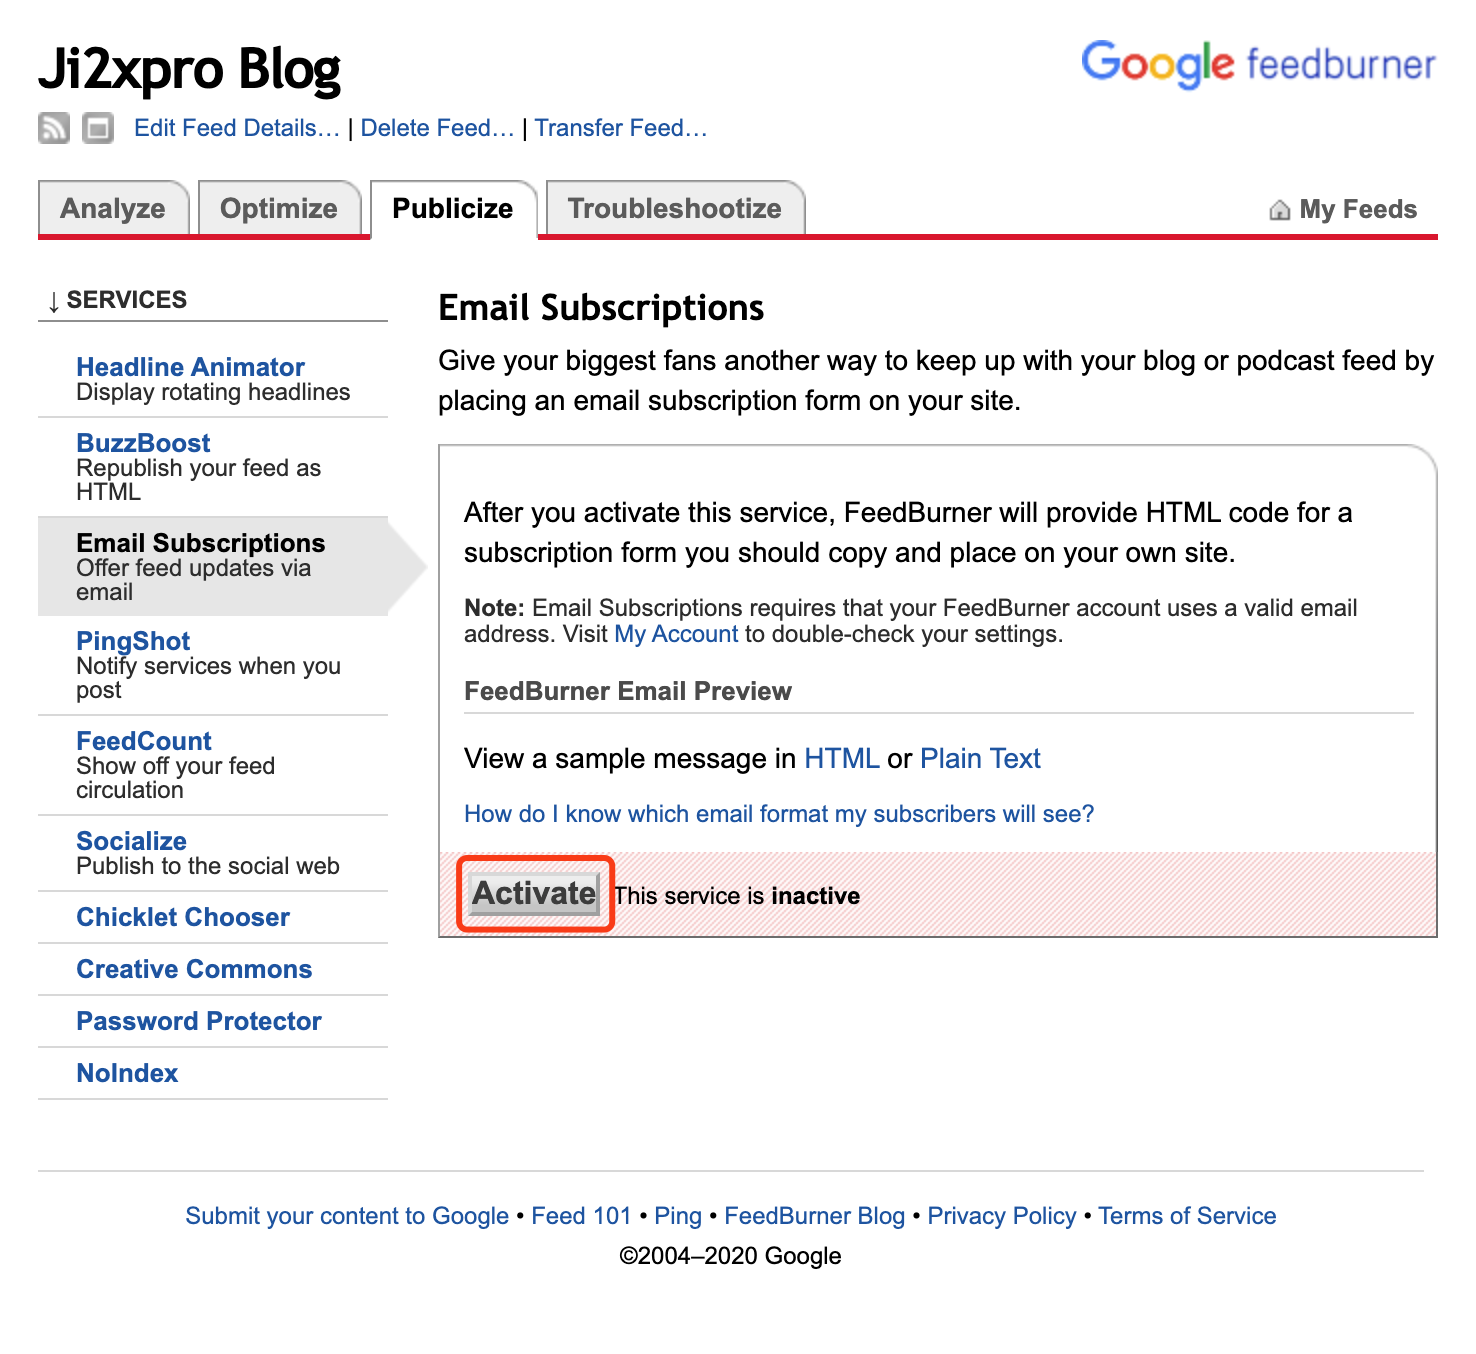 Ji2xpro Blog
Google feedburner
Edit Feed Details… | Delete Feed… | Transfer Feed…
Analyze
Optimize
Publicize
Troubleshootize
My Feeds
↓ SERVICES
Headline Animator
Display rotating headlines
BuzzBoost
Republish your feed as
HTML
Email Subscriptions
Offer feed updates via
email
PingShot
Notify services when you
post
FeedCount
Show off your feed
circulation
Socialize
Publish to the social web
Chicklet Chooser
Creative Commons
Password Protector
NoIndex
Email Subscriptions
Give your biggest fans another way to keep up with your blog or podcast feed by
placing an email subscription form on your site.
After you activate this service, FeedBurner will provide HTML code for a
subscription form you should copy and place on your own site.
Note: Email Subscriptions requires that your FeedBurner account uses a valid email
address. Visit My Account to double-check your settings.
FeedBurner Email Preview
View a sample message in HTML or Plain Text
How do I know which email format my subscribers will see?
Activate This service is inactive
Submit your content to Google • Feed 101 • Ping • FeedBurner Blog • Privacy Policy • Terms of Service
©2004–2020 Google